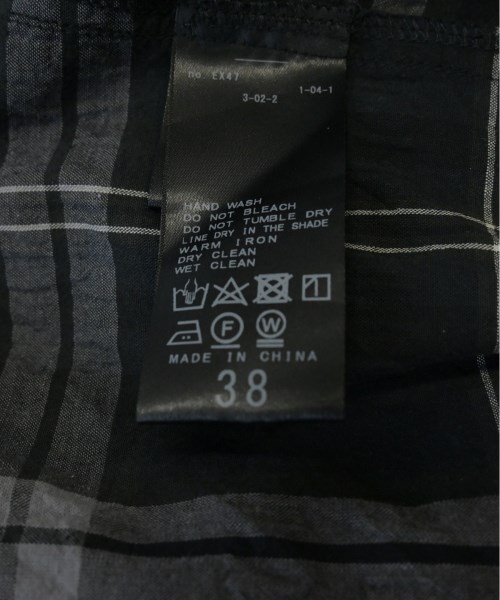 no. EX47
3-02-2 1-04-1
HAND WASH
DO NOT BLEACH
DO NOT TUMBLE DRY
LINE DRY IN THE SHADE
WARM IRON
DRY CLEAN
WET CLEAN
F W
MADE IN CHINA
38